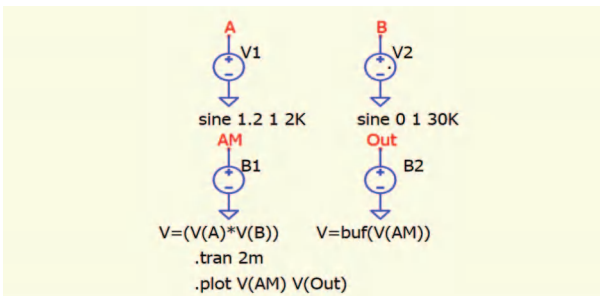 A B
V1 V2
sine 1.2 1 2K sine 0 1 30K
AM Out
B1 B2
V=(V(A)*V(B)) V=buf(V(AM))
.tran 2m
.plot V(AM) V(Out)